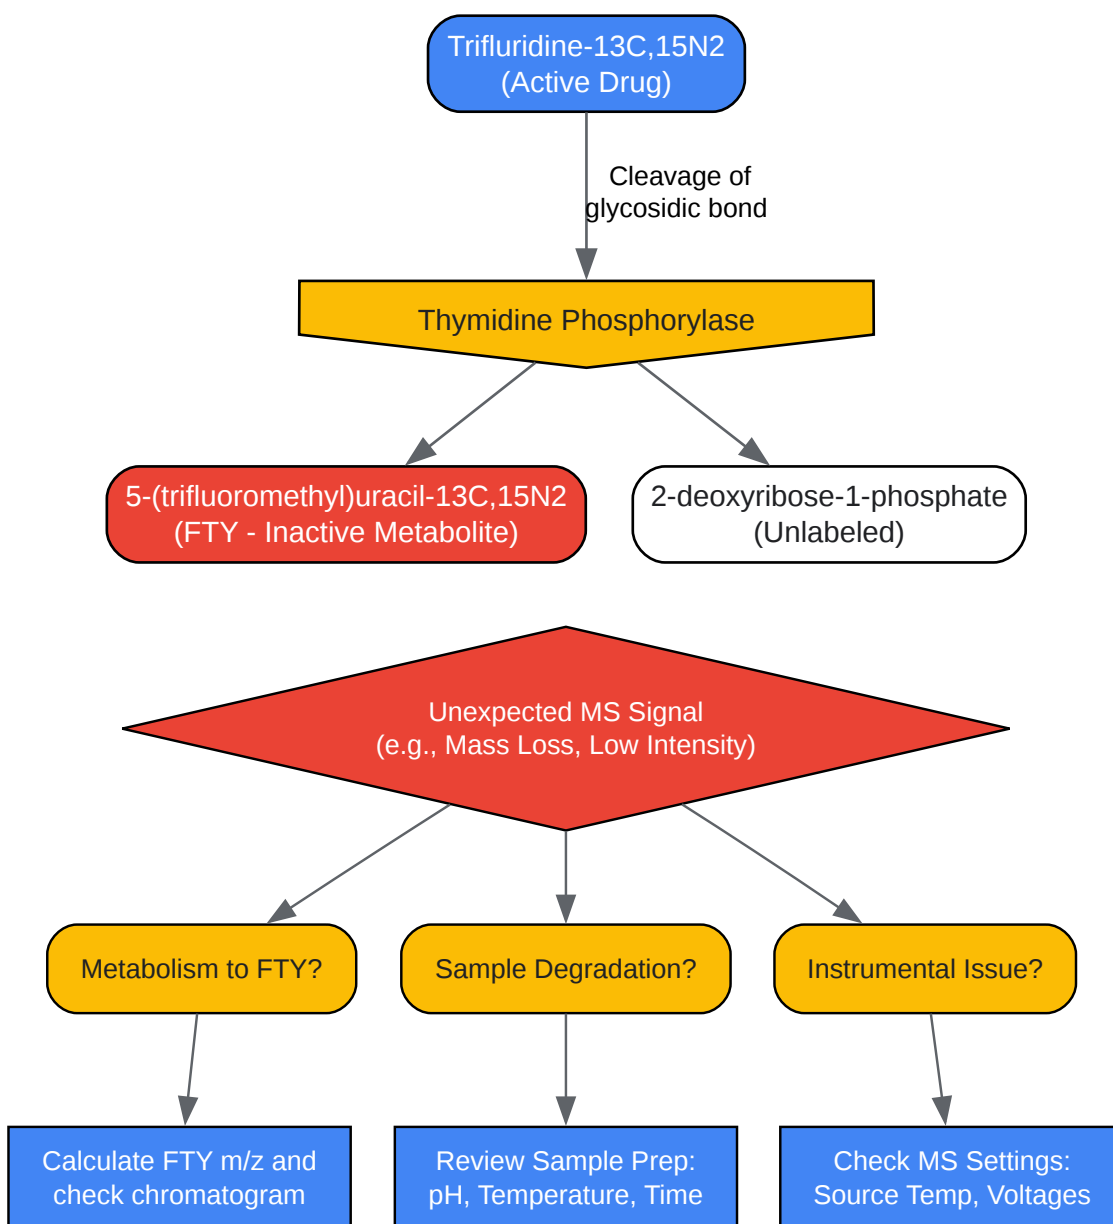 Trifluridine-13C,15N2
(Active Drug)
Cleavage of
glycosidic bond
Thymidine Phosphorylase
5-(trifluoromethyl)uracil-13C,15N2
(FTY - Inactive Metabolite)
2-deoxyribose-1-phosphate
(Unlabeled)
Unexpected MS Signal
(e.g., Mass Loss, Low Intensity)
Metabolism to FTY?
Sample Degradation?
Instrumental Issue?
Calculate FTY m/z and
check chromatogram
Review Sample Prep:
pH, Temperature, Time
Check MS Settings:
Source Temp, Voltages